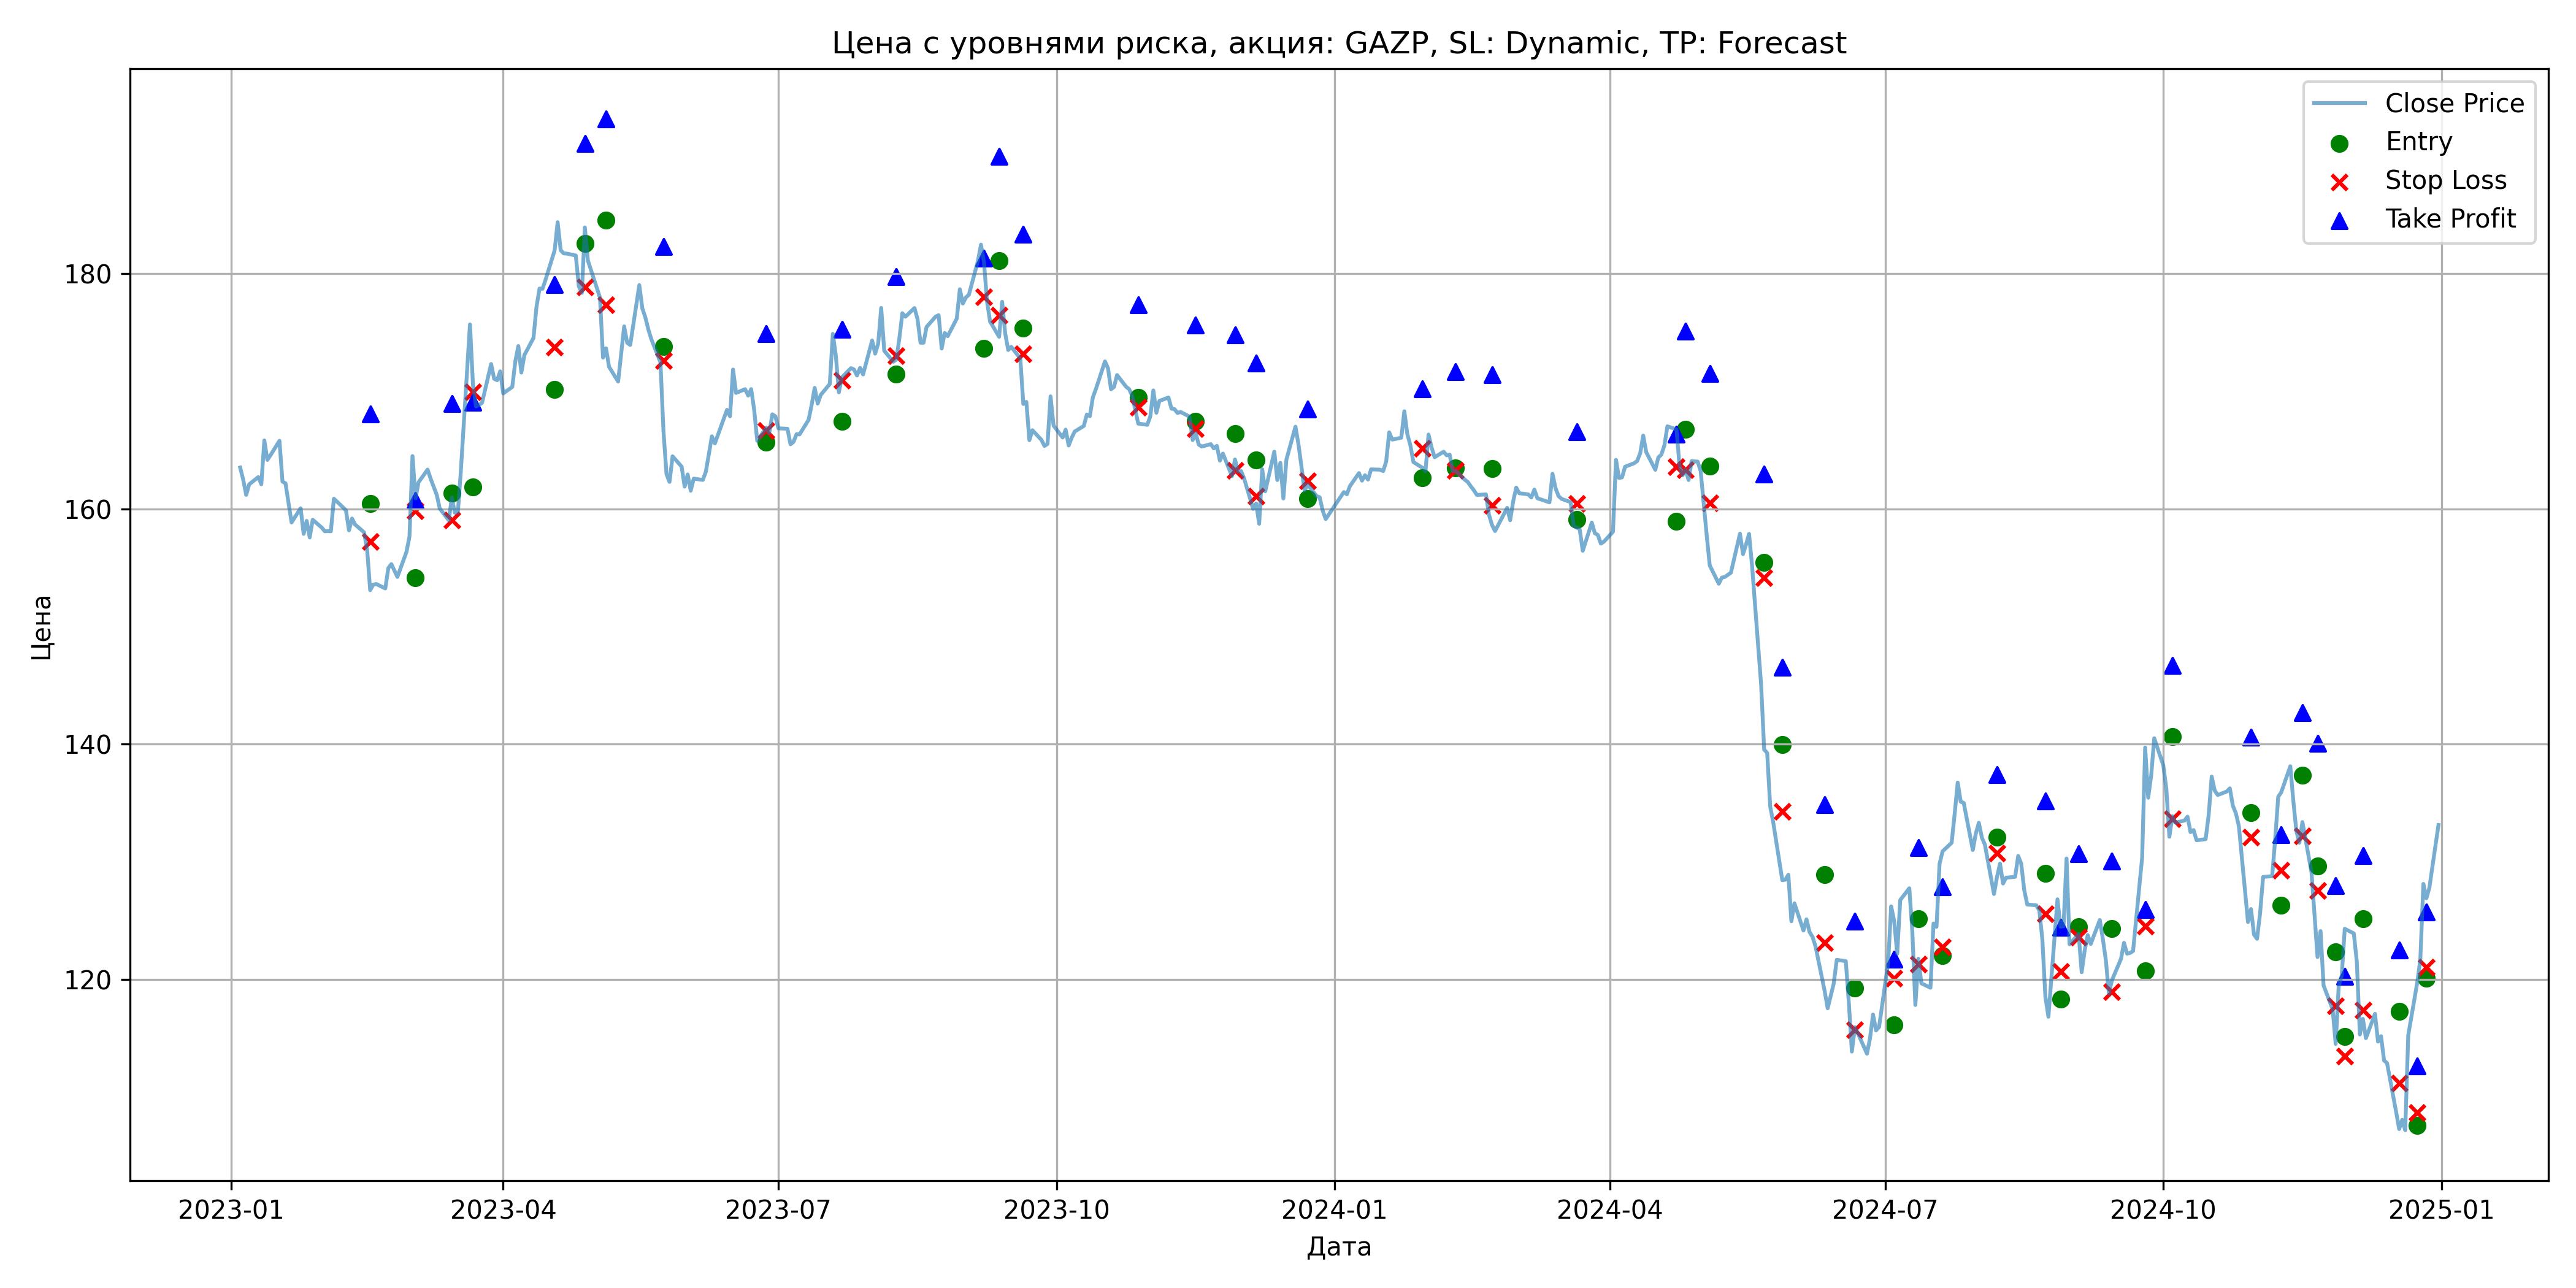 Цена с уровнями риска, акция: GAZP, SL: Dynamic, TP: Forecast
Close Price
Entry
Stop Loss
Take Profit
180
160
140
120
Цена
2023-01
2023-04
2023-07
2023-10
2024-01
2024-04
2024-07
2024-10
2025-01
Дата